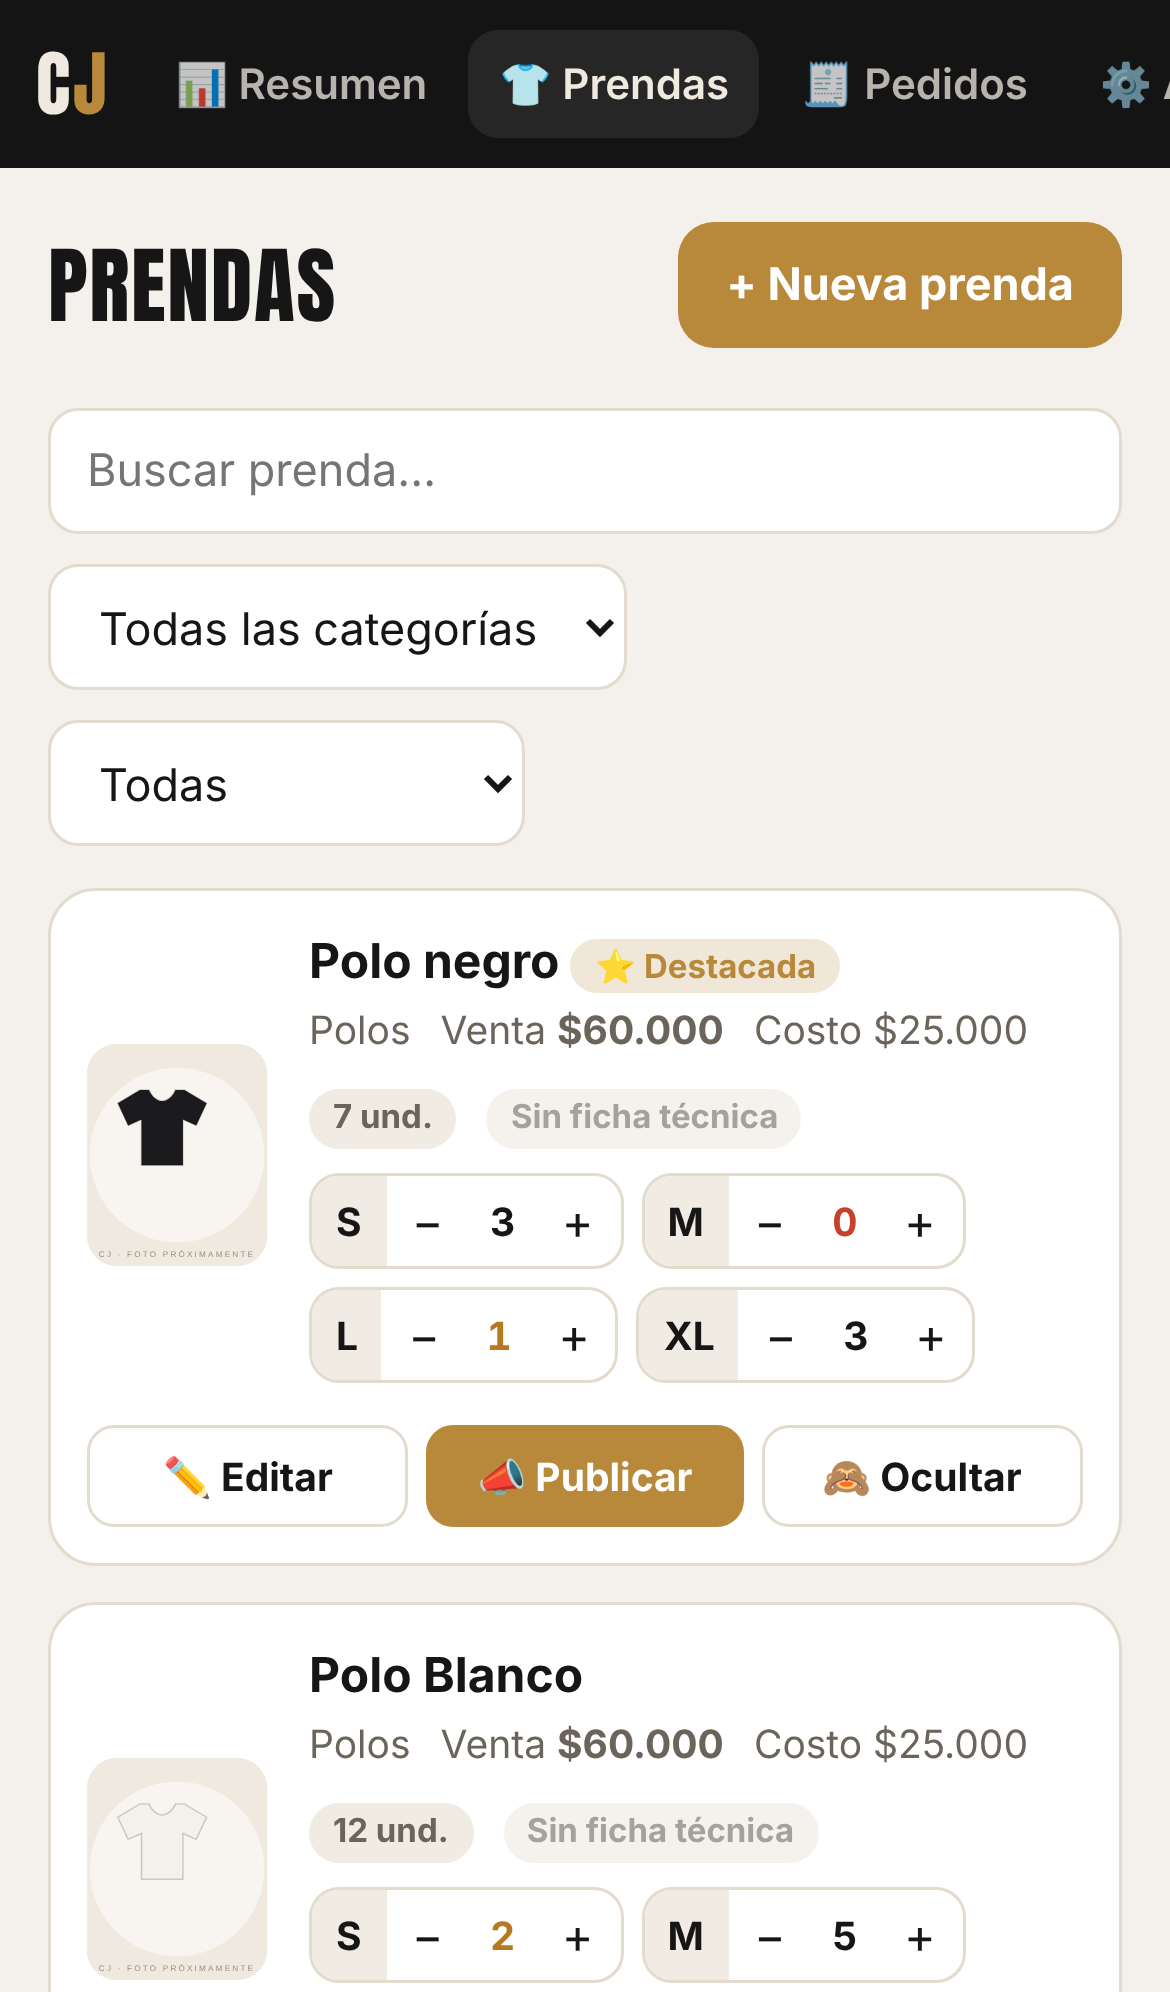 CJ 📊 Resumen 👕 Prendas 🧾 Pedidos ⚙️
PRENDAS
+ Nueva prenda
Buscar prenda...
Todas las categorías
Todas
Polo negro ⭐ Destacada
Polos Venta $60.000 Costo $25.000
7 und. Sin ficha técnica
CJ · FOTO PRÓXIMAMENTE
S − 3 + M − 0 +
L − 1 + XL − 3 +
✏️ Editar 📣 Publicar 🙈 Ocultar
Polo Blanco
Polos Venta $60.000 Costo $25.000
12 und. Sin ficha técnica
CJ · FOTO PRÓXIMAMENTE
S − 2 + M − 5 +